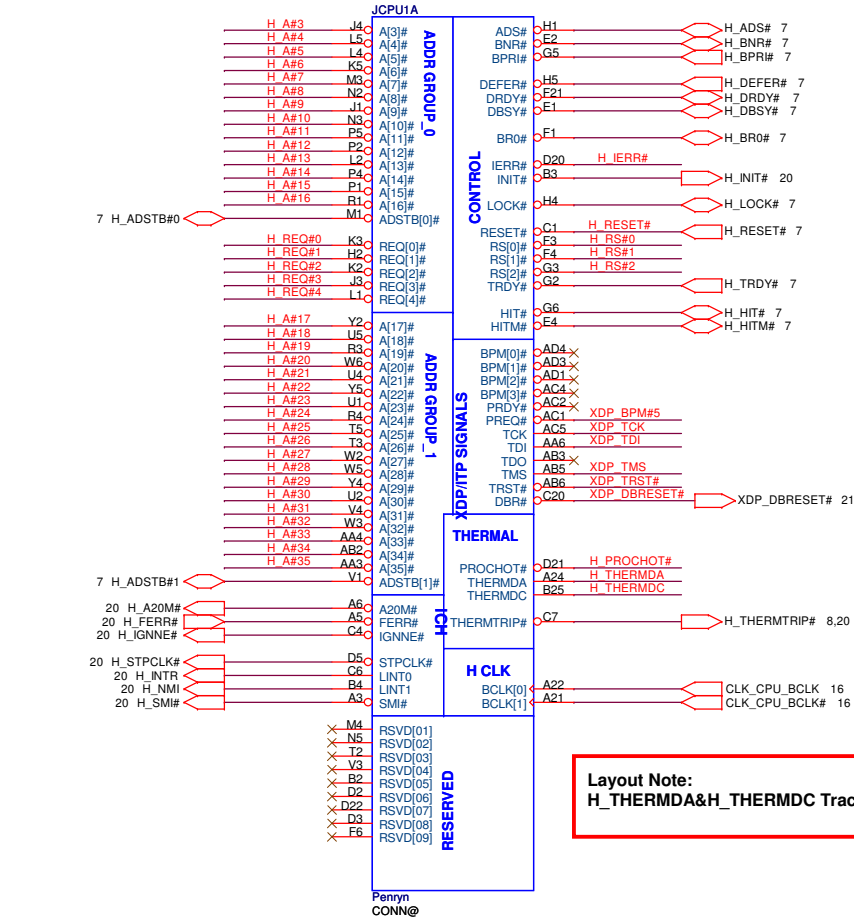 JCPU1A
H_A#3 J4 A[3]# ADS# H1 H_ADS# 7
H_A#4 L5 A[4]# BNR# E2 H_BNR# 7
H_A#5 L4 A[5]# BPRI# G5 H_BPRI# 7
H_A#6 K5 A[6]#
H_A#7 M3 A[7]# DEFER# H5 H_DEFER# 7
H_A#8 N2 A[8]# DRDY# F21 H_DRDY# 7
H_A#9 J1 A[9]# DBSY# E1 H_DBSY# 7
H_A#10 N3 A[10]#
H_A#11 P5 A[11]# BR0# F1 H_BR0# 7
H_A#12 P2 A[12]#
H_A#13 L2 A[13]# IERR# D20 H_IERR#
H_A#14 P4 A[14]# INIT# B3 H_INIT# 20
H_A#15 P1 A[15]#
H_A#16 R1 A[16]# LOCK# H4 H_LOCK# 7
7 H_ADSTB#0 M1 ADSTB[0]#
ADDR GROUP_0
CONTROL
RESET# C1 H_RESET# H_RESET# 7
H_REQ#0 K3 REQ[0]# RS[0]# F3 H_RS#0
H_REQ#1 H2 REQ[1]# RS[1]# F4 H_RS#1
H_REQ#2 K2 REQ[2]# RS[2]# G3 H_RS#2
H_REQ#3 J3 REQ[3]# TRDY# G2 H_TRDY# 7
H_REQ#4 L1 REQ[4]#
HIT# G6 H_HIT# 7
H_A#17 Y2 A[17]# HITM# E4 H_HITM# 7
H_A#18 U5 A[18]#
H_A#19 R3 A[19]# BPM[0]# AD4
H_A#20 W6 A[20]# BPM[1]# AD3
H_A#21 U4 A[21]# BPM[2]# AD1
H_A#22 Y5 A[22]# BPM[3]# AC4
H_A#23 U1 A[23]# PRDY# AC2
H_A#24 R4 A[24]# PREQ# AC1 XDP_BPM#5
H_A#25 T5 A[25]# TCK AC5 XDP_TCK
H_A#26 T3 A[26]# TDI AA6 XDP_TDI
H_A#27 W2 A[27]# TDO AB3
H_A#28 W5 A[28]# TMS AB5 XDP_TMS
H_A#29 Y4 A[29]# TRST# AB6 XDP_TRST#
H_A#30 U2 A[30]# DBR# C20 XDP_DBRESET# XDP_DBRESET# 21
H_A#31 V4 A[31]#
H_A#32 W3 A[32]#
H_A#33 AA4 A[33]#
H_A#34 AB2 A[34]#
H_A#35 AA3 A[35]#
7 H_ADSTB#1 V1 ADSTB[1]#
ADDR GROUP_1
XDP/ITP SIGNALS
THERMAL
PROCHOT# D21 H_PROCHOT#
THERMDA A24 H_THERMDA
THERMDC B25 H_THERMDC
20 H_A20M# A6 A20M#
20 H_FERR# A5 FERR# THERMTRIP# C7 H_THERMTRIP# 8,20
20 H_IGNNE# C4 IGNNE#
ICH
20 H_STPCLK# D5 STPCLK#
20 H_INTR C6 LINT0
20 H_NMI B4 LINT1
20 H_SMI# A3 SMI#
H CLK
BCLK[0] A22 CLK_CPU_BCLK 16
BCLK[1] A21 CLK_CPU_BCLK# 16
M4 RSVD[01]
N5 RSVD[02]
T2 RSVD[03]
V3 RSVD[04]
B2 RSVD[05]
D2 RSVD[06]
D22 RSVD[07]
D3 RSVD[08]
F6 RSVD[09]
RESERVED
Layout Note:
H_THERMDA&H_THERMDC Trac
Penryn
CONN@